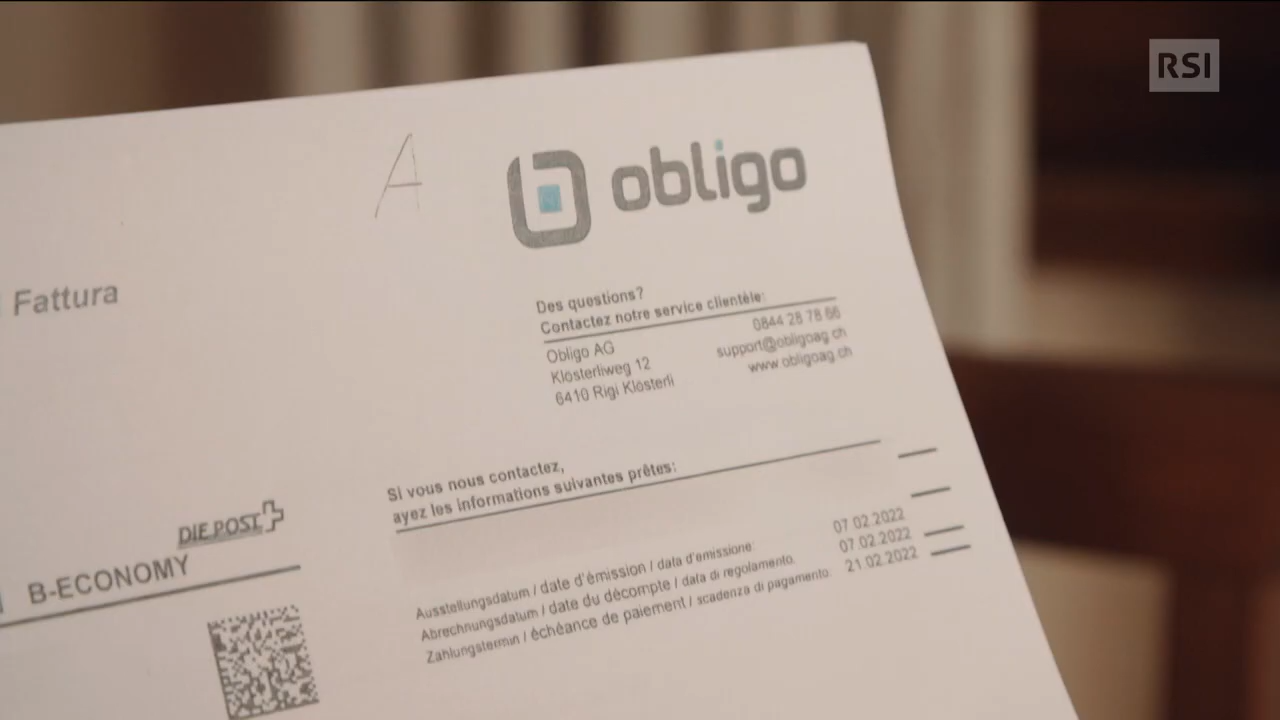 RSI
A
obligo
Fattura
Des questions?
Contactez notre service clientèle:
Obligo AG
0844 28 78 66
Klösterliweg 12
support@obligoag.ch
6410 Rigi Klösterli
www.obligoag.ch
Si vous nous contactez,
ayez les informations suivantes prêtes:
DIE POST
B-ECONOMY
Ausstellungsdatum / date d'émission / data d'emissione: 07.02.2022
Abrechnungsdatum / date du décompte / data di regolamento: 07.02.2022
Zahlungstermin / échéance de paiement / scadenza di pagamento: 21.02.2022